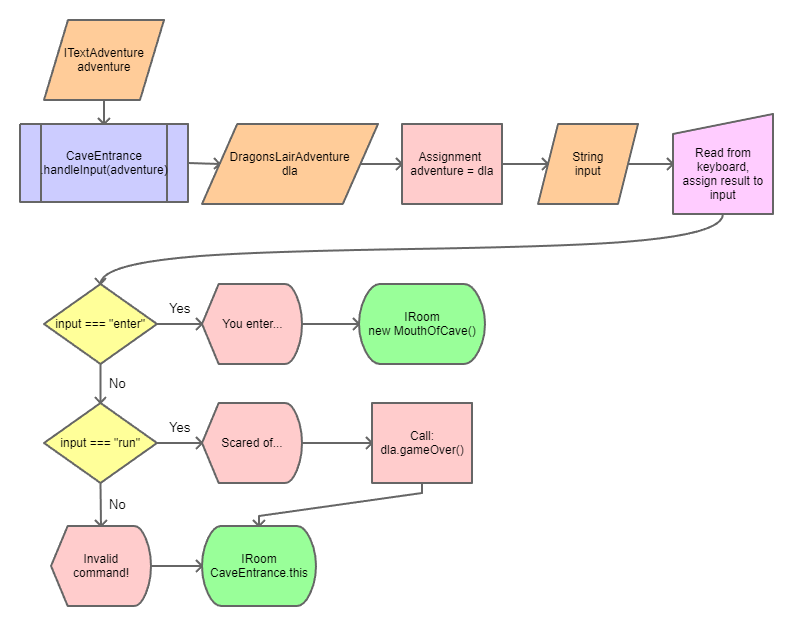 ITextAdventure
adventure
CaveEntrance
.handleInput(adventure)
DragonsLairAdventure
dla
Assignment
adventure = dla
String
input
Read from
keyboard,
assign result to
input
input === "enter"
Yes
You enter...
IRoom
new MouthOfCave()
No
input === "run"
Yes
Scared of...
Call:
dla.gameOver()
No
Invalid
command!
IRoom
CaveEntrance.this